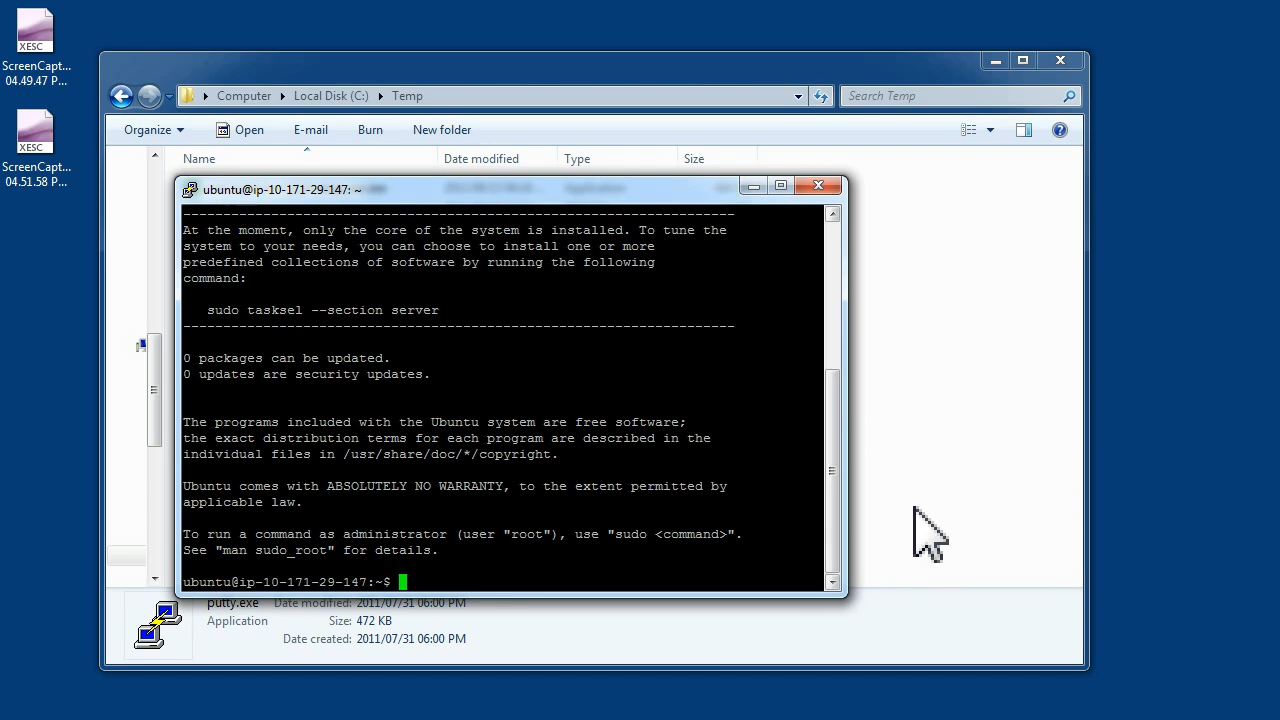 XESC
ScreenCapt...
04.49.47 P...
XESC
ScreenCapt...
04.51.58 P...
Computer Local Disk (C:) Temp
Search Temp
Organize Open E-mail Burn New folder
Name Date modified Type Size
ubuntu@ip-10-171-29-147: ~
---------------------------------------------------------------------
At the moment, only the core of the system is installed. To tune the
system to your needs, you can choose to install one or more
predefined collections of software by running the following
command:
sudo tasksel --section server
---------------------------------------------------------------------
0 packages can be updated.
0 updates are security updates.
The programs included with the Ubuntu system are free software;
the exact distribution terms for each program are described in the
individual files in /usr/share/doc/*/copyright.
Ubuntu comes with ABSOLUTELY NO WARRANTY, to the extent permitted by
applicable law.
To run a command as administrator (user "root"), use "sudo <command>".
See "man sudo_root" for details.
ubuntu@ip-10-171-29-147:~$
putty.exe Date modified: 2011/07/31 06:00 PM
Application Size: 472 KB
Date created: 2011/07/31 06:00 PM